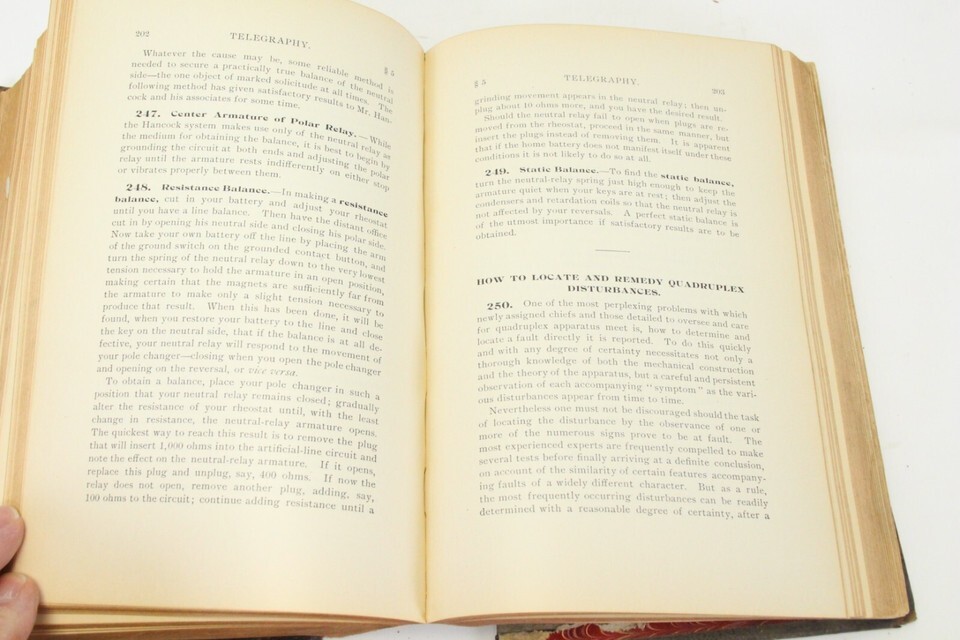 202
TELEGRAPHY.
§ 5
Whatever the cause may be, some reliable method is
needed to secure a practically true balance of the neutral
side—the one object of marked solicitude at all times. The
following method has given satisfactory results to Mr. Han-
cock and his associates for some time.
247. Center Armature of Polar Relay.—While
the Hancock system makes use only of the neutral relay as
the medium for obtaining the balance, it is best to begin by
grounding the circuit at both ends and adjusting the polar
relay until the armature rests indifferently on either stop
or vibrates properly between them.
248. Resistance Balance.—In making a resistance
balance, cut in your battery and adjust your rheostat
until you have a line balance. Then have the distant office
cut in by opening his neutral side and closing his polar side.
Now take your own battery off the line by placing the arm
of the ground switch on the grounded contact button, and
turn the spring of the neutral relay down to the very lowest
tension necessary to hold the armature in an open position,
making certain that the magnets are sufficiently far from
the armature to make only a slight tension necessary to
produce that result. When this has been done, it will be
found, when you restore your battery to the line and close
the key on the neutral side, that if the balance is at all de-
fective, your neutral relay will respond to the movement of
your pole changer—closing when you open the pole changer
and opening on the reversal, or vice versa.
To obtain a balance, place your pole changer in such a
position that your neutral relay remains closed; gradually
alter the resistance of your rheostat until, with the least
change in resistance, the neutral-relay armature opens.
The quickest way to reach this result is to remove the plug
that will insert 1,000 ohms into the artificial-line circuit and
note the effect on the neutral-relay armature. If it opens,
replace this plug and unplug, say, 400 ohms. If now the
relay does not open, remove another plug, adding, say,
100 ohms to the circuit; continue adding resistance until a
§ 5
TELEGRAPHY.
203
grinding movement appears in the neutral relay; then un-
plug about 10 ohms more, and you have the desired result.
Should the neutral relay fail to open when plugs are re-
moved from the rheostat, proceed in the same manner, but
insert the plugs instead of removing them. It is apparent
that if the home battery does not manifest itself under these
conditions it is not likely to do so at all.
249. Static Balance.—To find the static balance,
turn the neutral-relay spring just high enough to keep the
armature quiet when your keys are at rest; then adjust the
condensers and retardation coils so that the neutral relay is
not affected by your reversals. A perfect static balance is
of the utmost importance if satisfactory results are to be
obtained.
HOW TO LOCATE AND REMEDY QUADRUPLEX
DISTURBANCES.
250. One of the most perplexing problems with which
newly assigned chiefs and those detailed to oversee and care
for quadruplex apparatus meet is, how to determine and
locate a fault directly it is reported. To do this quickly
and with any degree of certainty necessitates not only a
thorough knowledge of both the mechanical construction
and the theory of the apparatus, but a careful and persistent
observation of each accompanying "symptom" as the vari-
ous disturbances appear from time to time.
Nevertheless one must not be discouraged should the task
of locating the disturbance by the observance of one or
more of the numerous signs prove to be at fault. The
most experienced experts are frequently compelled to make
several tests before finally arriving at a definite conclusion,
on account of the similarity of certain features accompany-
ing faults of a widely different character. But as a rule,
the most frequently occurring disturbances can be readily
determined with a reasonable degree of certainty, after a